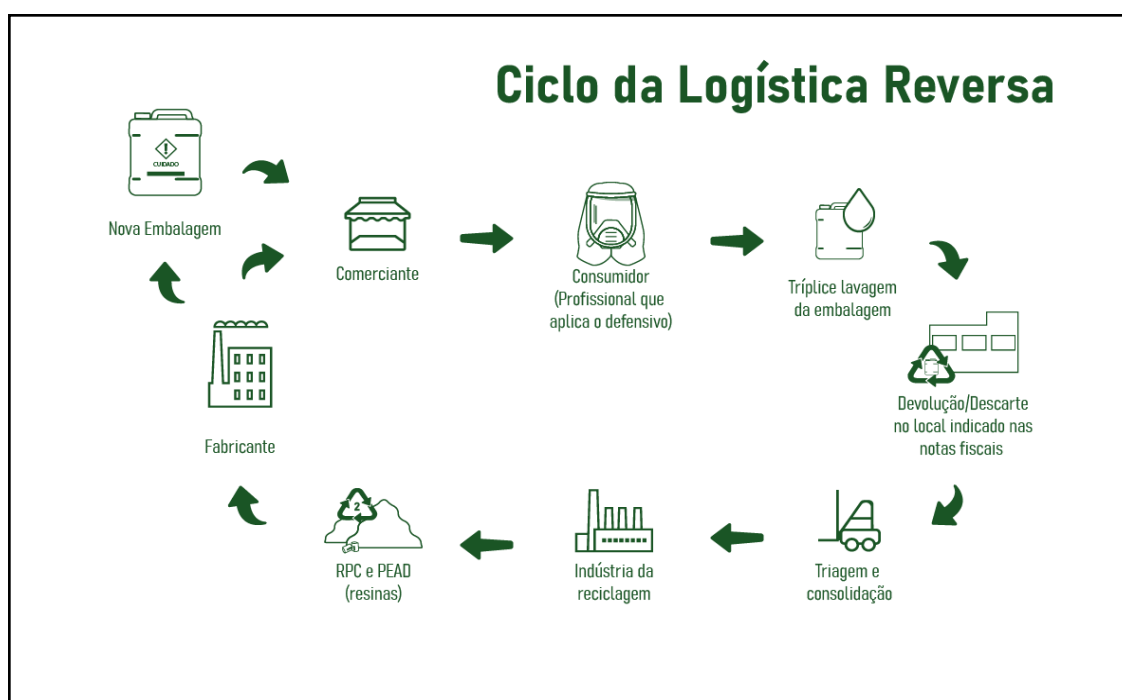 Ciclo da Logística Reversa
CUIDADO
Nova Embalagem
Comerciante
Consumidor
(Profissional que
aplica o defensivo)
Tríplice lavagem
da embalagem
Devolução/Descarte
no local indicado nas
notas fiscais
Triagem e
consolidação
Indústria da
reciclagem
2
RPC e PEAD
(resinas)
Fabricante